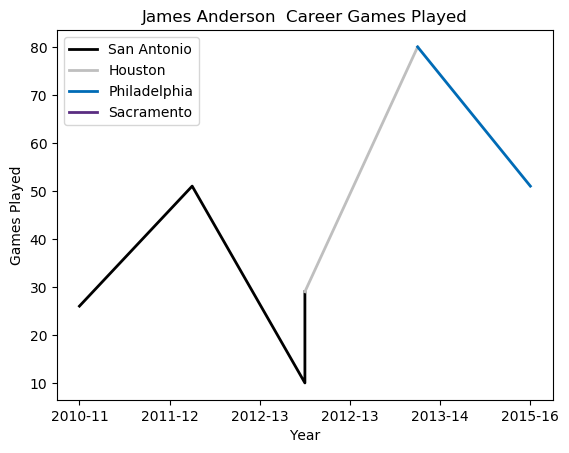 James Anderson  Career Games Played
San Antonio
Houston
Philadelphia
Sacramento
80
70
60
50
40
30
20
10
Games Played
2010-11 2011-12 2012-13 2012-13 2013-14 2015-16
Year